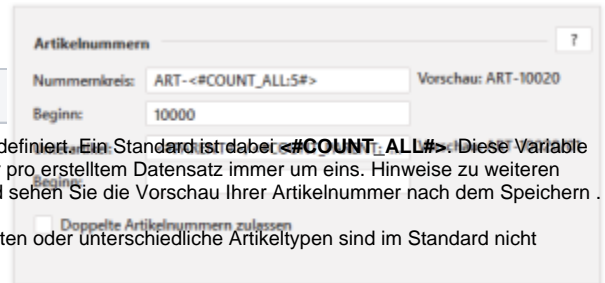 Artikelnummern ?
Nummernkreis: ART-<#COUNT_ALL:5#> Vorschau: ART-10020
Beginn: 10000
definiert. Ein Standard ist dabei <#COUNT_ALL#>. Diese Variable
pro erstelltem Datensatz immer um eins. Hinweise zu weiteren
Beginn:
sehen Sie die Vorschau Ihrer Artikelnummer nach dem Speichern .
Doppelte Artikelnummern zulassen
ten oder unterschiedliche Artikeltypen sind im Standard nicht